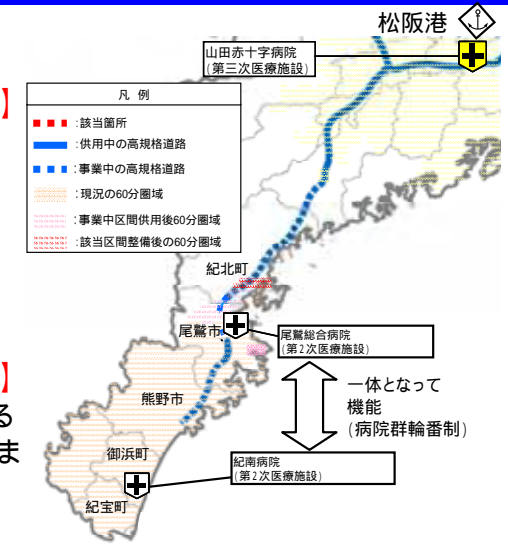 松阪港
山田赤十字病院
(第三次医療施設)
】
凡 例
:該当箇所
:供用中の高規格道路
:事業中の高規格道路
:現況の60分圏域
:事業中区間供用後60分圏域
:該当区間整備後の60分圏域
紀北町
尾鷲市
尾鷲総合病院
(第2次医療施設)
】
る
ま
熊野市
一体となって
機能
(病院群輪番制)
御浜町
紀南病院
(第2次医療施設)
紀宝町